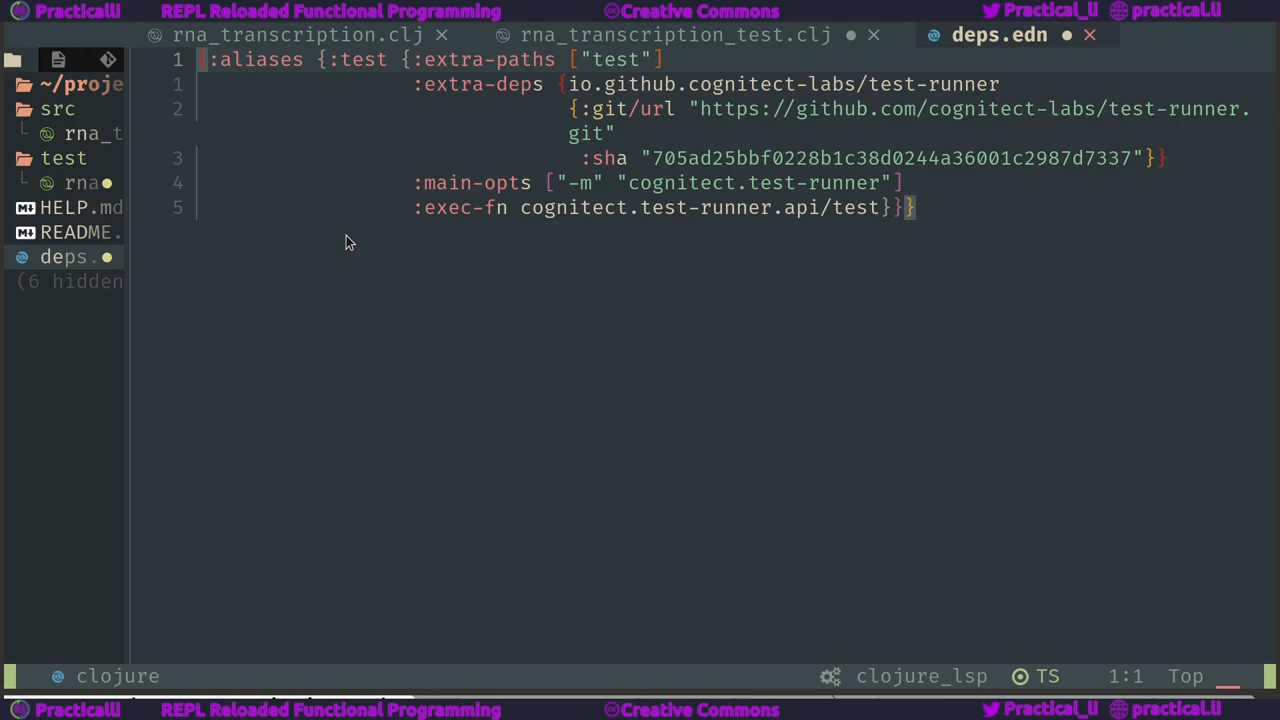 Practicalli REPL Reloaded Functional Programming Creative Commons Practical_li practical.li
rna_transcription.clj rna_transcription_test.clj deps.edn
1 {:aliases {:test {:extra-paths ["test"]
1 :extra-deps {io.github.cognitect-labs/test-runner
2 {:git/url "https://github.com/cognitect-labs/test-runner.
git"
3 :sha "705ad25bbf0228b1c38d0244a36001c2987d7337"}}
4 :main-opts ["-m" "cognitect.test-runner"]
5 :exec-fn cognitect.test-runner.api/test}}}
~/proje
src
rna_t
test
rna
HELP.md
README.
deps.
(6 hidden
clojure clojure_lsp TS 1:1 Top
Practicalli REPL Reloaded Functional Programming Creative Commons Practical_li practical.li